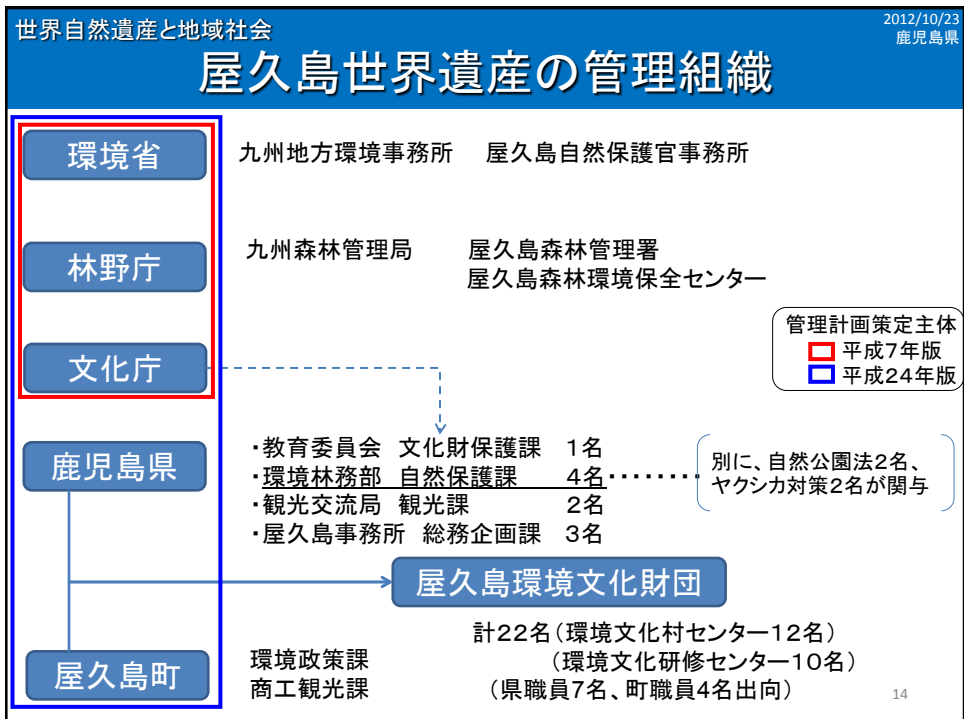 世界自然遺産と地域社会
2012/10/23
鹿児島県
屋久島世界遺産の管理組織
環境省
九州地方環境事務所 屋久島自然保護官事務所
林野庁
九州森林管理局 屋久島森林管理署
屋久島森林環境保全センター
管理計画策定主体
平成7年版
平成24年版
文化庁
鹿児島県
・教育委員会 文化財保護課 1名
・環境林務部 自然保護課 4名・・・・・・・
・観光交流局 観光課 2名
・屋久島事務所 総務企画課 3名
別に、自然公園法2名、
ヤクシカ対策2名が関与
屋久島環境文化財団
計22名(環境文化村センター12名)
(環境文化研修センター10名)
(県職員7名、町職員4名出向)
屋久島町
環境政策課
商工観光課
14